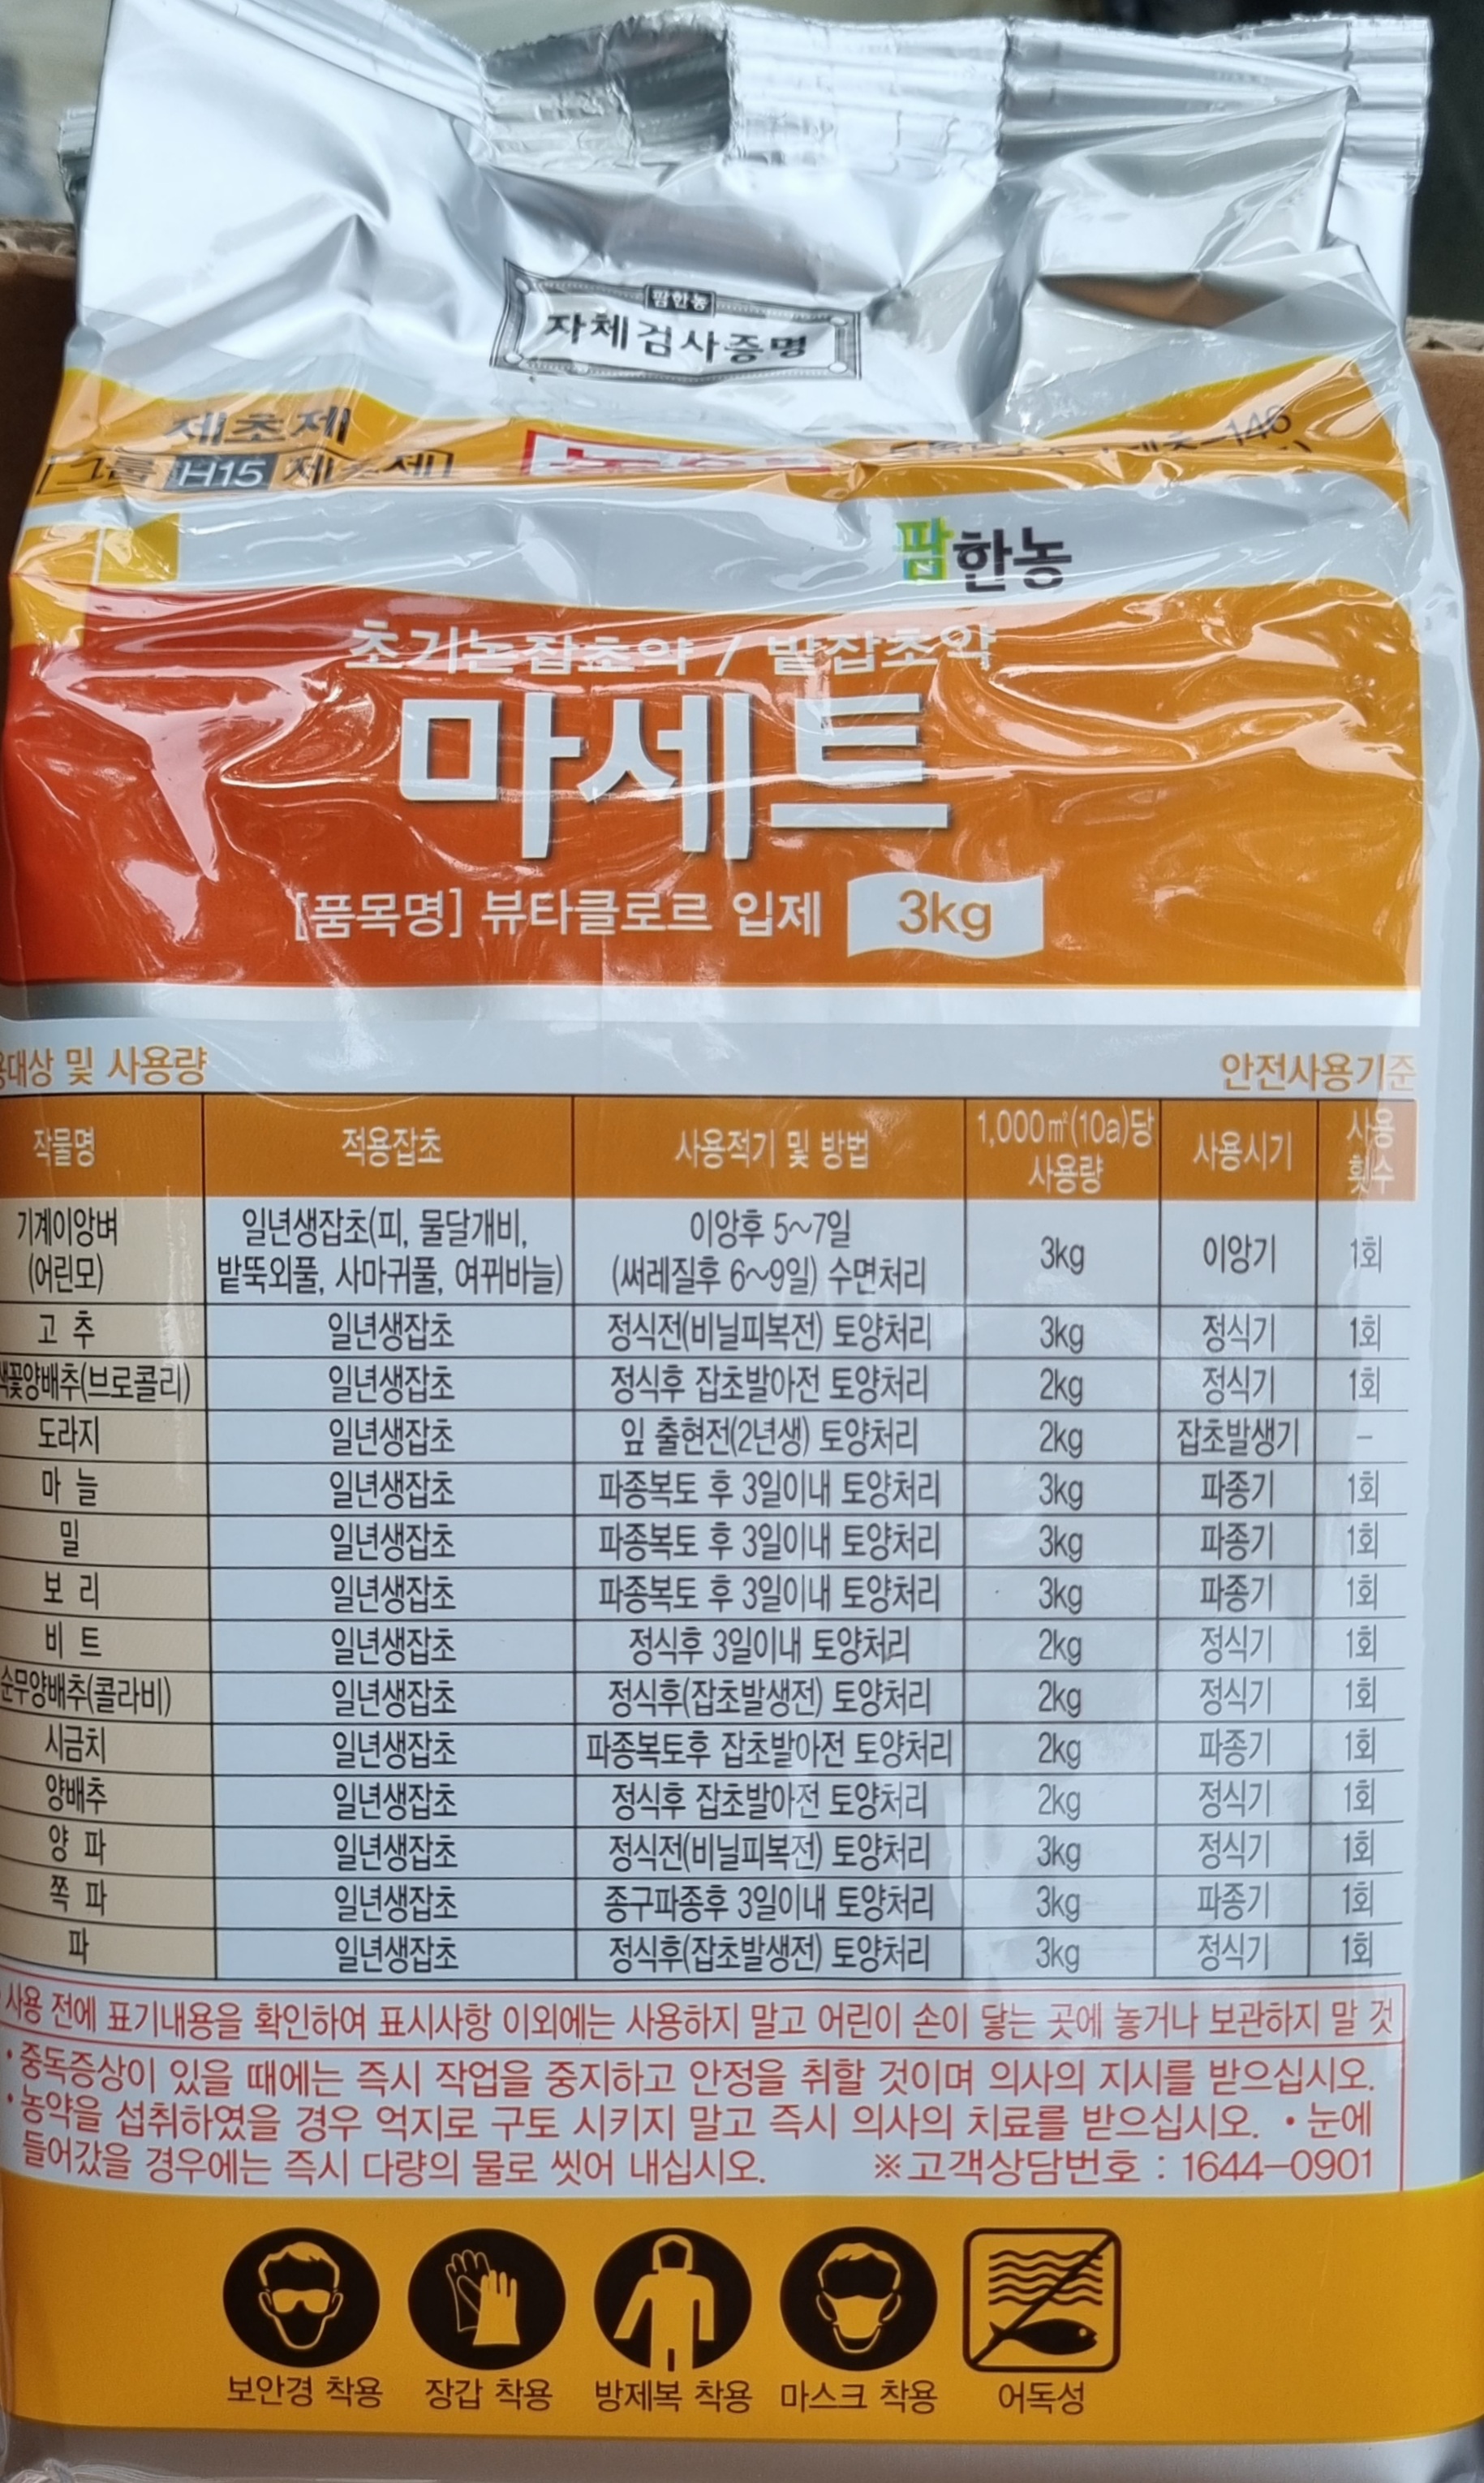 팜한농
자체검사증명
제초제
그룹 H15 제초제
팜한농
초기논잡초약 / 밭잡초약
마세트
[품목명] 뷰타클로르 입제 3kg
용대상 및 사용량 안전사용기준
작물명 적용잡초 사용적기 및 방법 1,000㎡(10a)당 사용량 사용시기 사용횟수
기계이앙벼(어린모) 일년생잡초(피, 물달개비, 밭뚝외풀, 사마귀풀, 여뀌바늘) 이앙후 5~7일(써레질후 6~9일) 수면처리 3kg 이앙기 1회
고 추 일년생잡초 정식전(비닐피복전) 토양처리 3kg 정식기 1회
색꽃양배추(브로콜리) 일년생잡초 정식후 잡초발아전 토양처리 2kg 정식기 1회
도라지 일년생잡초 잎 출현전(2년생) 토양처리 2kg 잡초발생기 –
마 늘 일년생잡초 파종복토 후 3일이내 토양처리 3kg 파종기 1회
밀 일년생잡초 파종복토 후 3일이내 토양처리 3kg 파종기 1회
보 리 일년생잡초 파종복토 후 3일이내 토양처리 3kg 파종기 1회
비 트 일년생잡초 정식후 3일이내 토양처리 2kg 정식기 1회
순무양배추(콜라비) 일년생잡초 정식후(잡초발생전) 토양처리 2kg 정식기 1회
시금치 일년생잡초 파종복토후 잡초발아전 토양처리 2kg 파종기 1회
양배추 일년생잡초 정식후 잡초발아전 토양처리 2kg 정식기 1회
양 파 일년생잡초 정식전(비닐피복전) 토양처리 3kg 정식기 1회
쪽 파 일년생잡초 종구파종후 3일이내 토양처리 3kg 파종기 1회
파 일년생잡초 정식후(잡초발생전) 토양처리 3kg 정식기 1회
사용 전에 표기내용을 확인하여 표시사항 이외에는 사용하지 말고 어린이 손이 닿는 곳에 놓거나 보관하지 말 것
• 중독증상이 있을 때에는 즉시 작업을 중지하고 안정을 취할 것이며 의사의 지시를 받으십시오.
• 농약을 섭취하였을 경우 억지로 구토 시키지 말고 즉시 의사의 치료를 받으십시오. • 눈에
들어갔을 경우에는 즉시 다량의 물로 씻어 내십시오. ※고객상담번호 : 1644–0901
보안경 착용 장갑 착용 방제복 착용 마스크 착용 어독성